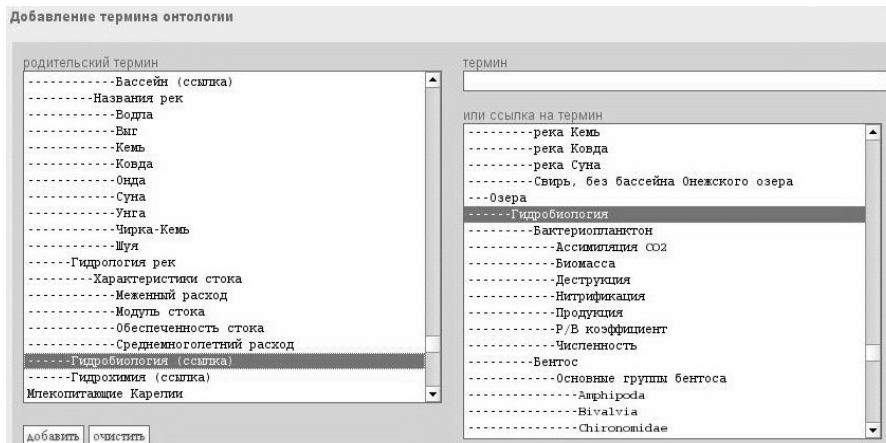 Добавление термина онтологии
родительский термин
------------Бассейн (ссылка)
---------Названия рек
------------Водла
------------Выг
------------Кемь
------------Ковда
------------Онда
------------Суна
------------Унга
------------Чирка-Кемь
------------Шуя
------Гидрология рек
---------Характеристики стока
------------Меженный расход
------------Модуль стока
------------Обеспеченность стока
------------Среднемноголетний расход
------Гидробиология (ссылка)
------Гидрохимия (ссылка)
Млекопитающие Карелии
добавить очистить
термин
или ссылка на термин
---------река Кемь
---------река Ковда
---------река Суна
---------Свирь, без бассейна Онежского озера
---Озера
------Гидробиология
---------Бактериопланктон
------------Ассимиляция CO2
------------Биомасса
------------Деструкция
------------Нитрификация
------------Продукция
------------P/B коэффициент
------------Численность
---------Бентос
------------Основные группы бентоса
---------------Amphipoda
---------------Bivalvia
---------------Chironomidae